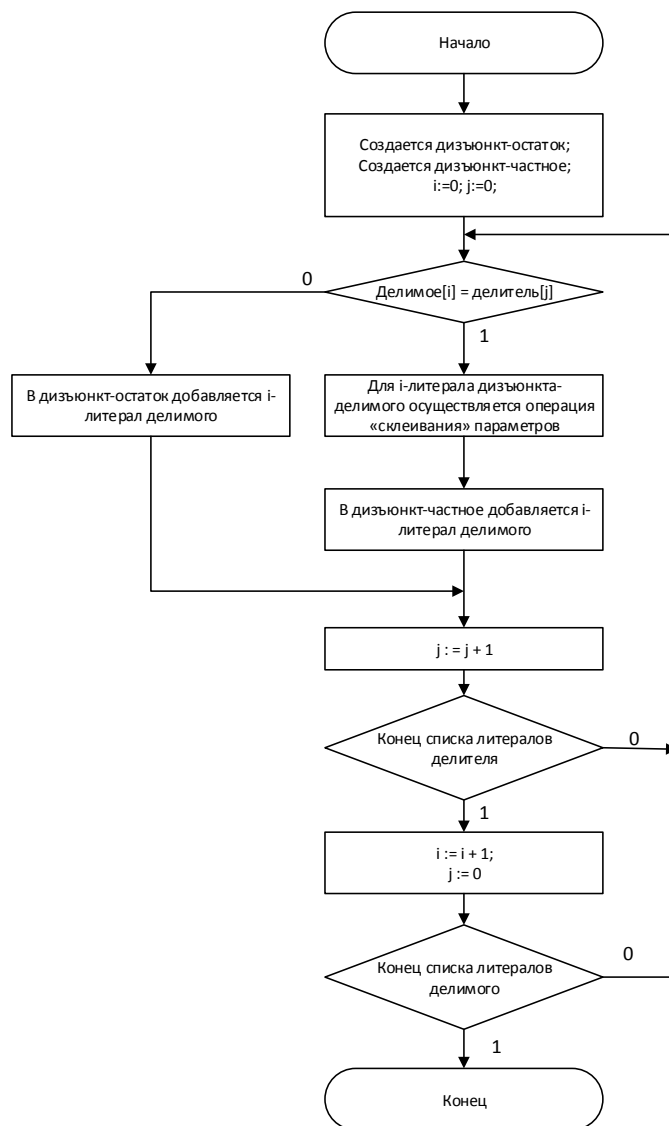 Начало
Создается дизъюнкт-остаток;
Создается дизъюнкт-частное;
i:=0; j:=0;
0
Делимое[i] = делитель[j]
1
В дизъюнкт-остаток добавляется i-
литерал делимого
Для i-литерала дизъюнкта-
делимого осуществляется операция
«склеивания» параметров
В дизъюнкт-частное добавляется i-
литерал делимого
j : = j + 1
Конец списка литералов
делителя
0
1
i := i + 1;
j := 0
Конец списка литералов
делимого
0
1
Конец